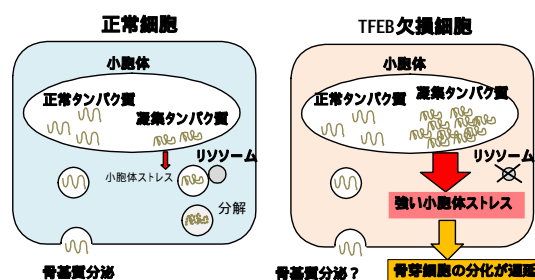 正常細胞
小胞体
正常タンパク質
凝集タンパク質
小胞体ストレス
リソソーム
分解
骨基質分泌
TFEB欠損細胞
小胞体
正常タンパク質
凝集タンパク質
リソソーム
強い小胞体ストレス
骨基質分泌？
骨芽細胞の分化が遅延